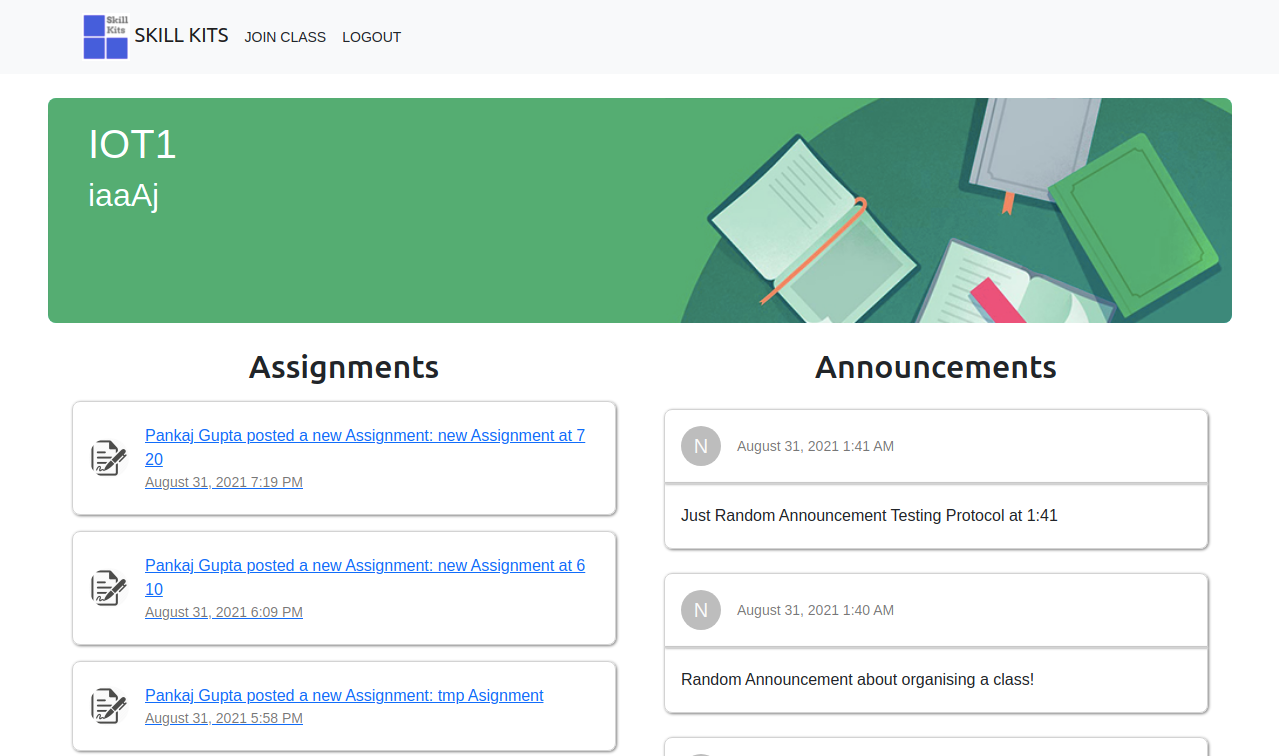 Skill
Kits
SKILL KITS
JOIN CLASS
LOGOUT
IOT1
iaaAj
Assignments
Pankaj Gupta posted a new Assignment: new Assignment at 7
20
August 31, 2021 7:19 PM
Pankaj Gupta posted a new Assignment: new Assignment at 6
10
August 31, 2021 6:09 PM
Pankaj Gupta posted a new Assignment: tmp Asignment
August 31, 2021 5:58 PM
Announcements
N
August 31, 2021 1:41 AM
Just Random Announcement Testing Protocol at 1:41
N
August 31, 2021 1:40 AM
Random Announcement about organising a class!